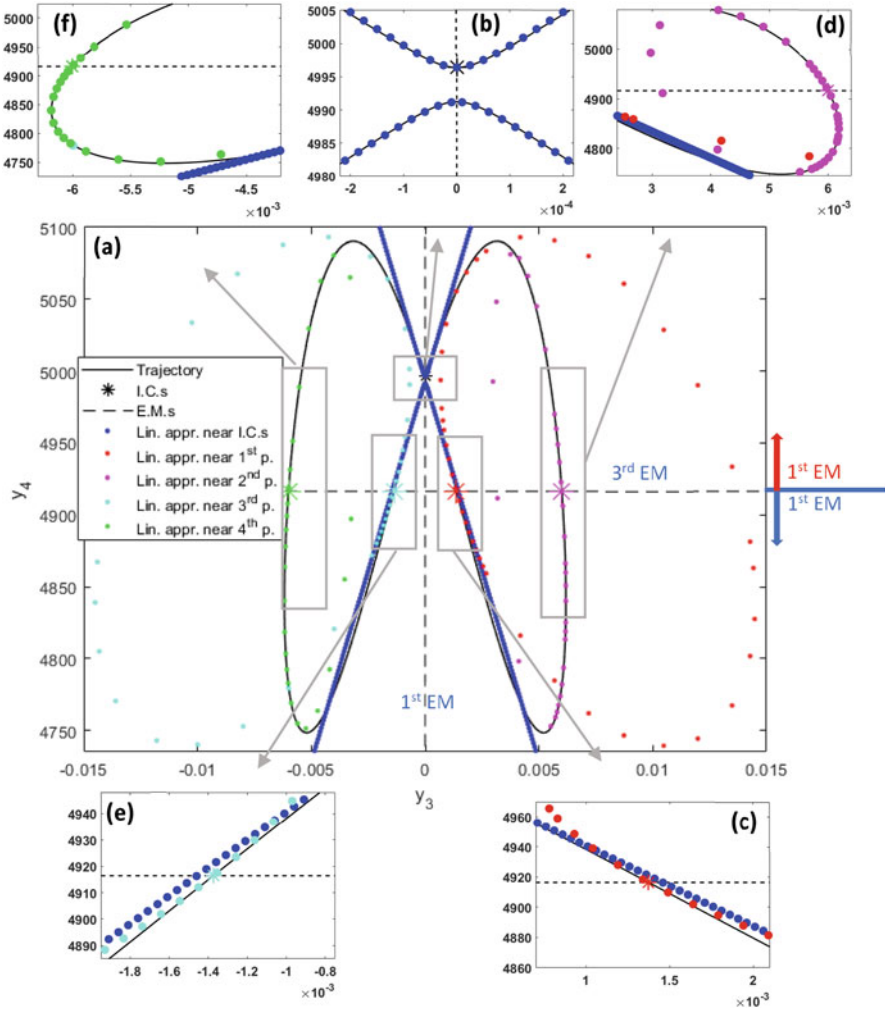 (f)
5000
4950
4900
4850
4800
4750
-6 -5.5 -5 -4.5
×10⁻³
(b)
5005
5000
4995
4990
4985
4980
-2 -1 0 1 2
×10⁻⁴
(d)
5000
4900
4800
3 4 5 6
×10⁻³
(a)
5100
5050
5000
4950
4900
4850
4800
4750
y₄
Trajectory
I.C.s
E.M.s
Lin. appr. near I.C.s
Lin. appr. near 1ˢᵗ p.
Lin. appr. near 2ⁿᵈ p.
Lin. appr. near 3ʳᵈ p.
Lin. appr. near 4ᵗʰ p.
3ʳᵈ EM
1ˢᵗ EM
1ˢᵗ EM
1ˢᵗ EM
-0.015 -0.01 -0.005 0 0.005 0.01 0.015
y₃
(e)
4940
4930
4920
4910
4900
4890
-1.8 -1.6 -1.4 -1.2 -1 -0.8
×10⁻³
(c)
4960
4940
4920
4900
4880
4860
1 1.5 2
×10⁻³